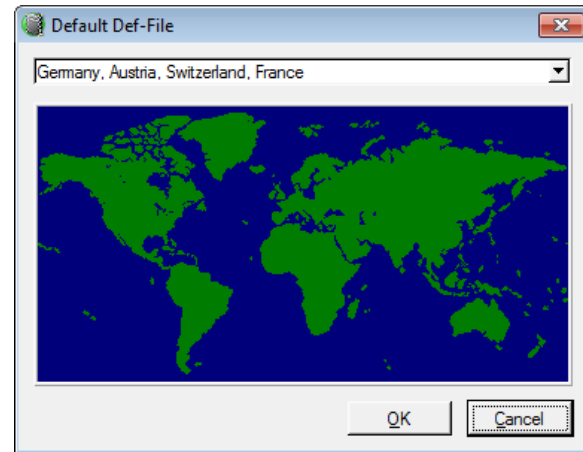 Default Def-File
Germany, Austria, Switzerland, France
OK
Cancel